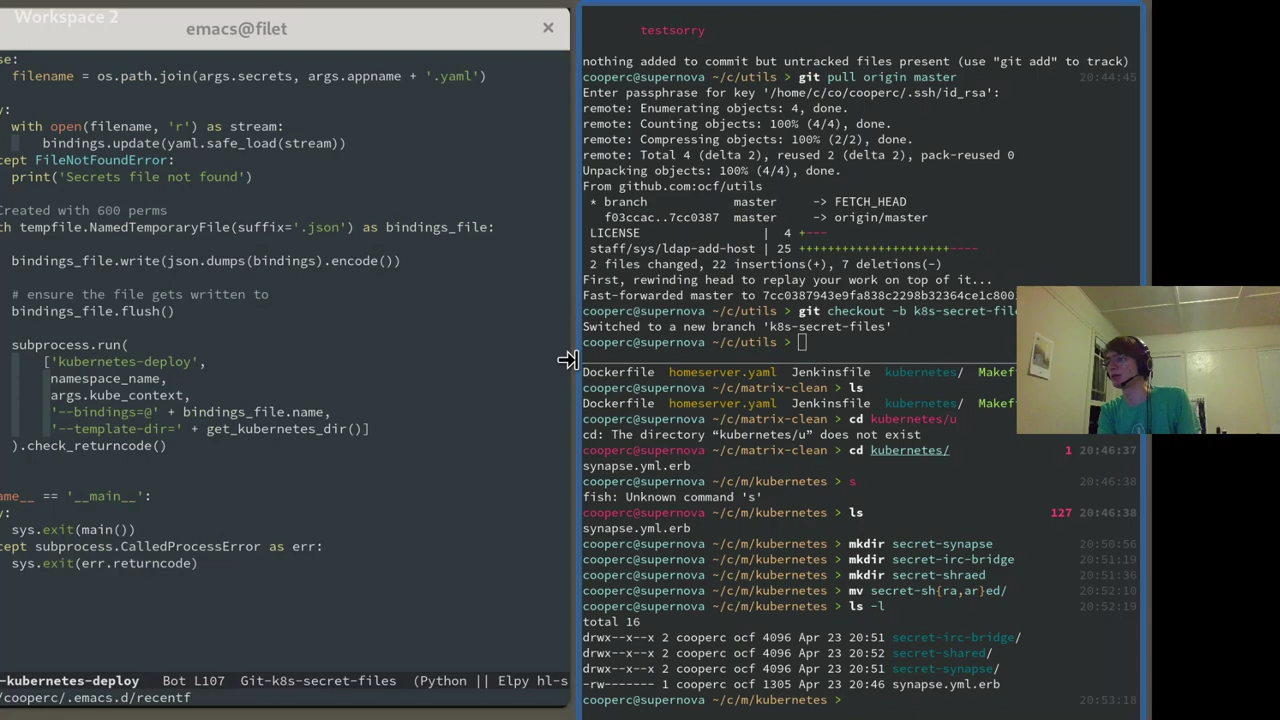 Workspace 2
emacs@filet
×
se:
filename = os.path.join(args.secrets, args.appname + '.yaml')
y:
with open(filename, 'r') as stream:
bindings.update(yaml.safe_load(stream))
cept FileNotFoundError:
print('Secrets file not found')
Created with 600 perms
th tempfile.NamedTemporaryFile(suffix='.json') as bindings_file:
bindings_file.write(json.dumps(bindings).encode())
# ensure the file gets written to
bindings_file.flush()
subprocess.run(
['kubernetes-deploy',
namespace_name,
args.kube_context,
'--bindings=@' + bindings_file.name,
'--template-dir=' + get_kubernetes_dir()]
).check_returncode()
ame__ == '__main__':
y:
sys.exit(main())
cept subprocess.CalledProcessError as err:
sys.exit(err.returncode)
-kubernetes-deploy Bot L107 Git-k8s-secret-files (Python || Elpy hl-s
/cooperc/.emacs.d/recentf
testsorry
nothing added to commit but untracked files present (use "git add" to track)
cooperc@supernova ~/c/utils > git pull origin master 20:44:45
Enter passphrase for key '/home/c/co/cooperc/.ssh/id_rsa':
remote: Enumerating objects: 4, done.
remote: Counting objects: 100% (4/4), done.
remote: Compressing objects: 100% (2/2), done.
remote: Total 4 (delta 2), reused 2 (delta 2), pack-reused 0
Unpacking objects: 100% (4/4), done.
From github.com:ocf/utils
* branch master -> FETCH_HEAD
f03ccac..7cc0387 master -> origin/master
LICENSE | 4 +---
staff/sys/ldap-add-host | 25 +++++++++++++++++++++----
2 files changed, 22 insertions(+), 7 deletions(-)
First, rewinding head to replay your work on top of it...
Fast-forwarded master to 7cc0387943e9fa838c2298b32364ce1c800
cooperc@supernova ~/c/utils > git checkout -b k8s-secret-fil
Switched to a new branch 'k8s-secret-files'
cooperc@supernova ~/c/utils >
Dockerfile homeserver.yaml Jenkinsfile kubernetes/ Makef
cooperc@supernova ~/c/matrix-clean > ls
Dockerfile homeserver.yaml Jenkinsfile kubernetes/ Makef
cooperc@supernova ~/c/matrix-clean > cd kubernetes/u
cd: The directory “kubernetes/u” does not exist
cooperc@supernova ~/c/matrix-clean > cd kubernetes/ 1 20:46:37
synapse.yml.erb
cooperc@supernova ~/c/m/kubernetes > s 20:46:38
fish: Unknown command 's'
cooperc@supernova ~/c/m/kubernetes > ls 127 20:46:38
synapse.yml.erb
cooperc@supernova ~/c/m/kubernetes > mkdir secret-synapse 20:50:56
cooperc@supernova ~/c/m/kubernetes > mkdir secret-irc-bridge 20:51:19
cooperc@supernova ~/c/m/kubernetes > mkdir secret-shraed 20:51:36
cooperc@supernova ~/c/m/kubernetes > mv secret-sh{ra,ar}ed/ 20:52:10
cooperc@supernova ~/c/m/kubernetes > ls -l 20:52:19
total 16
drwx--x--x 2 cooperc ocf 4096 Apr 23 20:51 secret-irc-bridge/
drwx--x--x 2 cooperc ocf 4096 Apr 23 20:52 secret-shared/
drwx--x--x 2 cooperc ocf 4096 Apr 23 20:51 secret-synapse/
-rw------- 1 cooperc ocf 1305 Apr 23 20:46 synapse.yml.erb
cooperc@supernova ~/c/m/kubernetes > 20:53:18